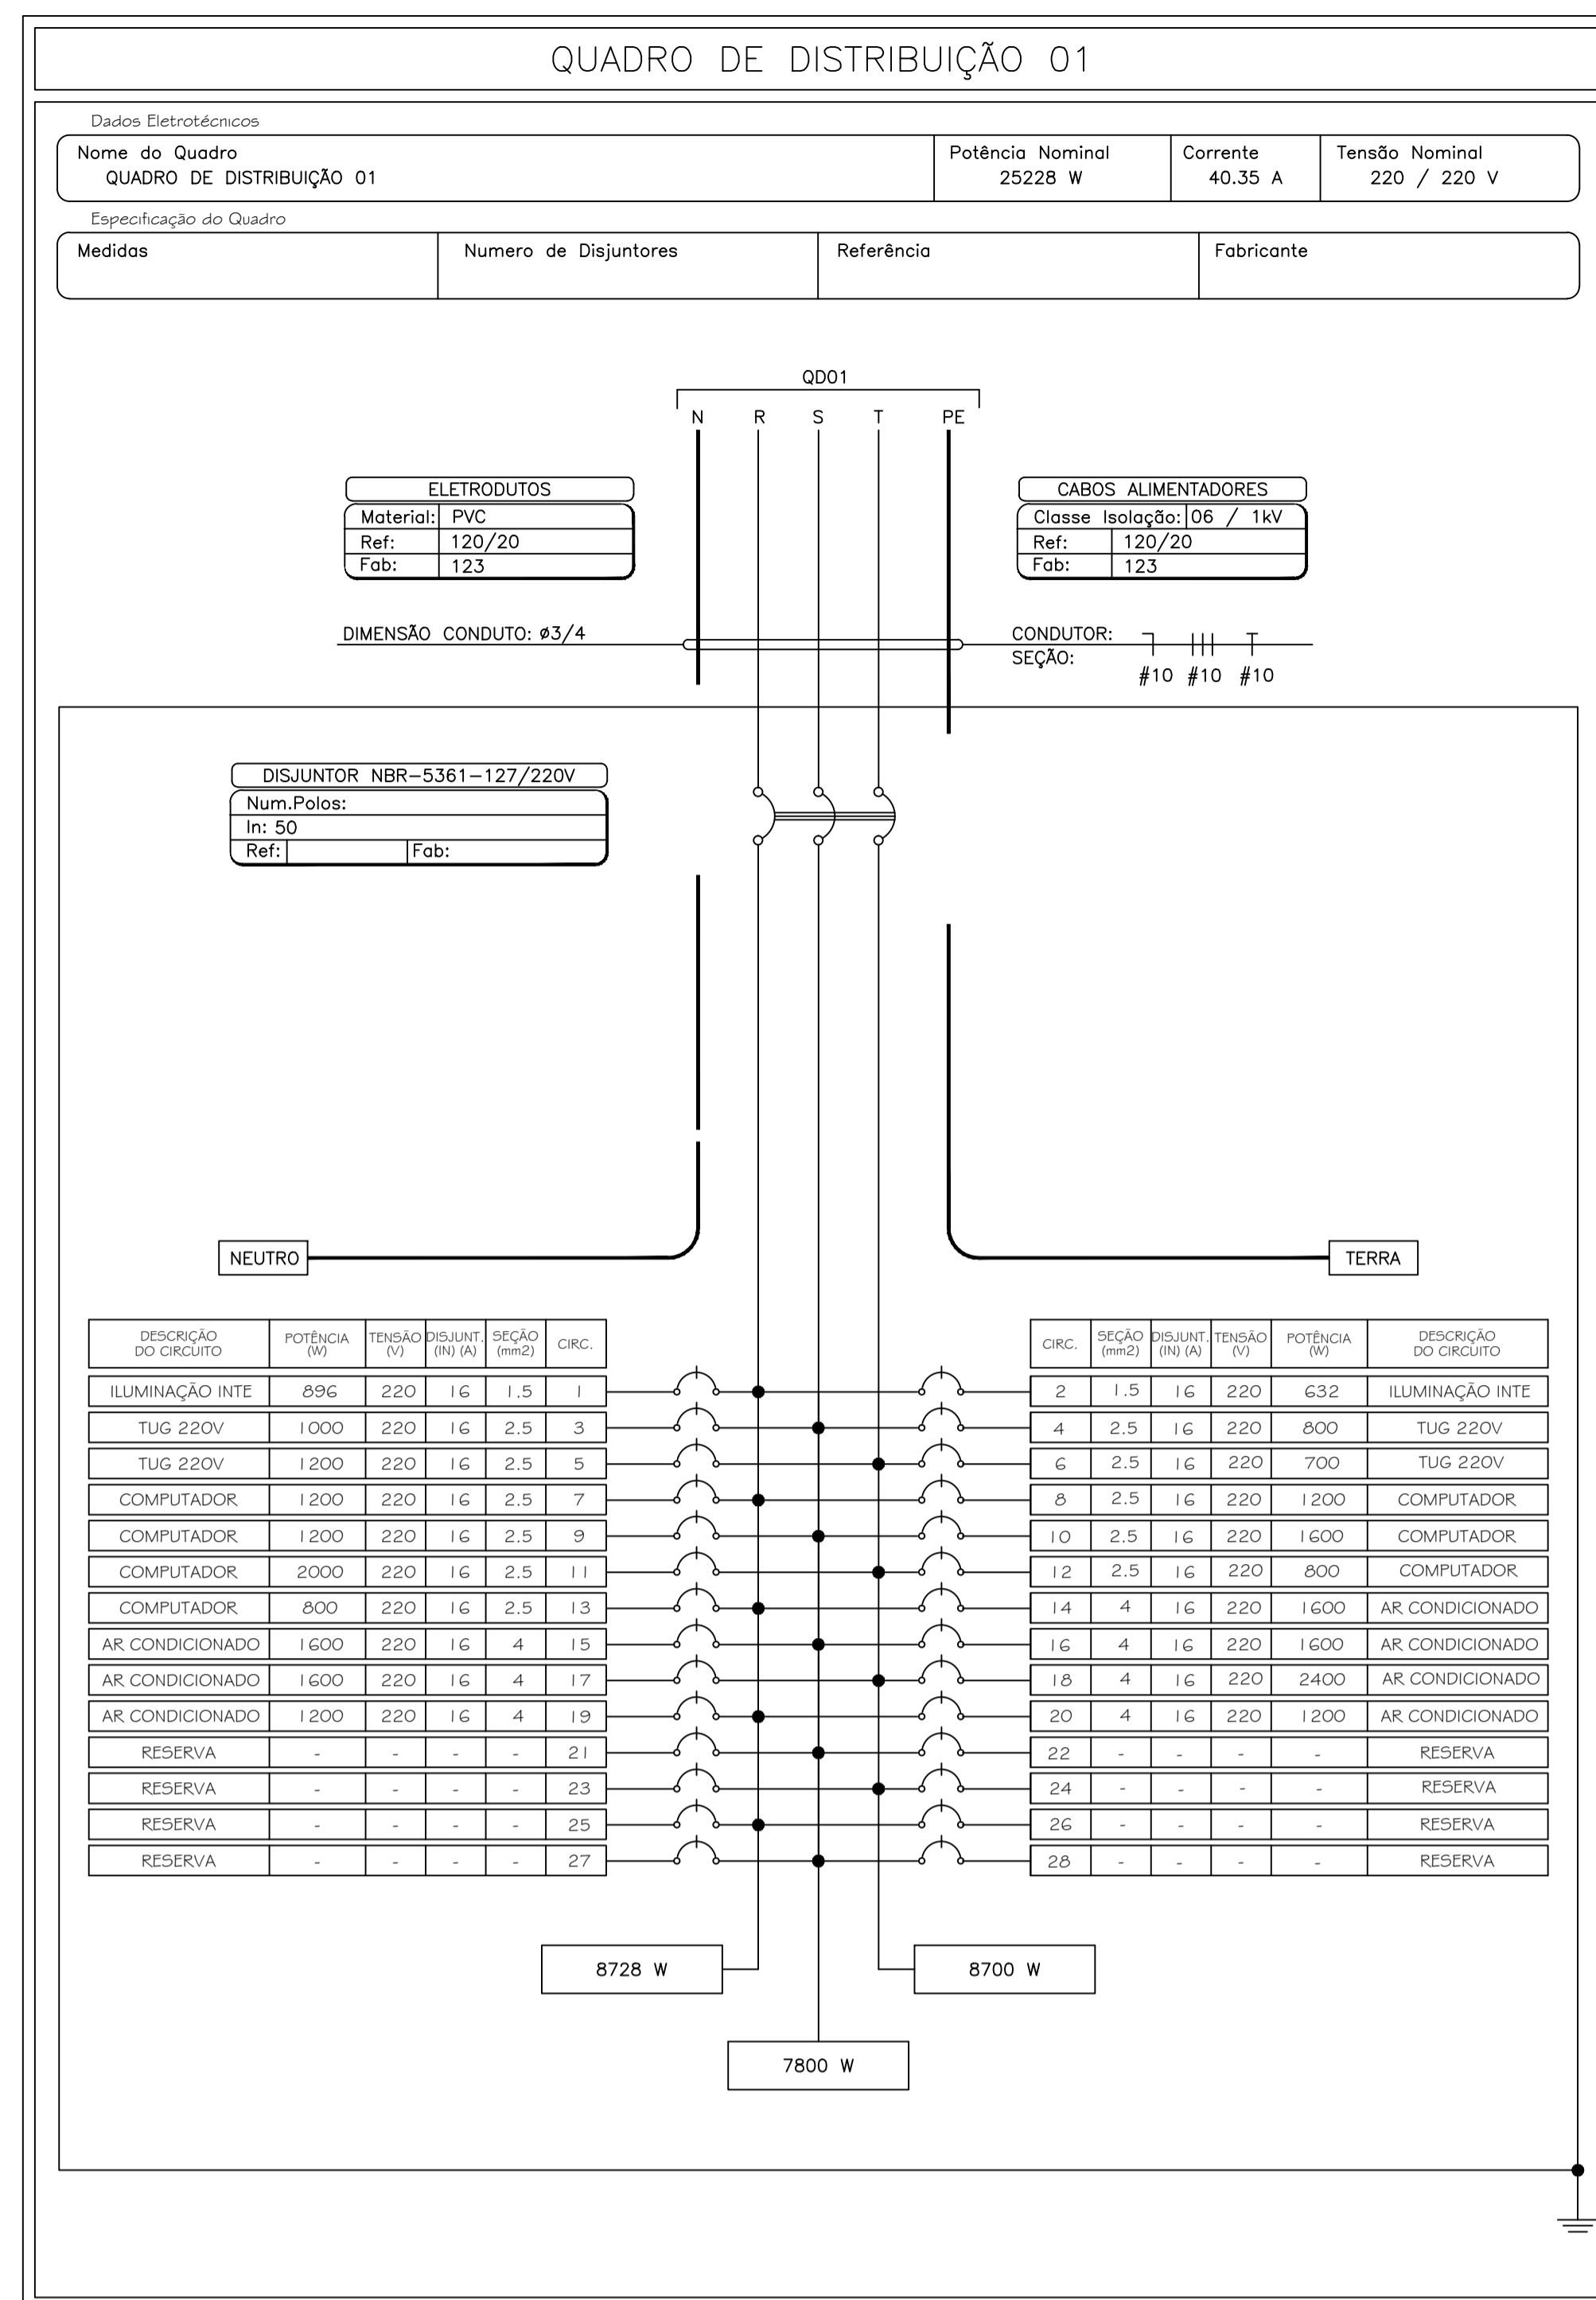 QUADRO DE DISTRIBUIÇÃO 01
Dados Eletrotécnicos
Nome do Quadro Potência Nominal Corrente Tensão Nominal
QUADRO DE DISTRIBUIÇÃO 01 25228 W 40.35 A 220 / 220 V
Especificação do Quadro
Medidas Numero de Disjuntores Referência Fabricante
QD01
N R S T PE
ELETRODUTOS
Material: PVC
Ref: 120/20
Fab: 123
CABOS ALIMENTADORES
Classe Isolação: 06 / 1kV
Ref: 120/20
Fab: 123
DIMENSÃO CONDUTO: ø3/4
CONDUTOR:
SEÇÃO:
#10 #10 #10
DISJUNTOR NBR-5361-127/220V
Num.Polos:
In: 50
Ref: Fab:
NEUTRO TERRA
DESCRIÇÃO DO CIRCUITO POTÊNCIA (W) TENSÃO (V) DISJUNT. (IN) (A) SEÇÃO (mm2) CIRC. CIRC. SEÇÃO (mm2) DISJUNT. (IN) (A) TENSÃO (V) POTÊNCIA (W) DESCRIÇÃO DO CIRCUITO
ILUMINAÇÃO INTE 896 220 16 1.5 1 2 1.5 16 220 632 ILUMINAÇÃO INTE
TUG 220V 1000 220 16 2.5 3 4 2.5 16 220 800 TUG 220V
TUG 220V 1200 220 16 2.5 5 6 2.5 16 220 700 TUG 220V
COMPUTADOR 1200 220 16 2.5 7 8 2.5 16 220 1200 COMPUTADOR
COMPUTADOR 1200 220 16 2.5 9 10 2.5 16 220 1600 COMPUTADOR
COMPUTADOR 2000 220 16 2.5 11 12 2.5 16 220 800 COMPUTADOR
COMPUTADOR 800 220 16 2.5 13 14 4 16 220 1600 AR CONDICIONADO
AR CONDICIONADO 1600 220 16 4 15 16 4 16 220 1600 AR CONDICIONADO
AR CONDICIONADO 1600 220 16 4 17 18 4 16 220 2400 AR CONDICIONADO
AR CONDICIONADO 1200 220 16 4 19 20 4 16 220 1200 AR CONDICIONADO
RESERVA - - - - 21 22 - - - - RESERVA
RESERVA - - - - 23 24 - - - - RESERVA
RESERVA - - - - 25 26 - - - - RESERVA
RESERVA - - - - 27 28 - - - - RESERVA
8728 W 8700 W
7800 W